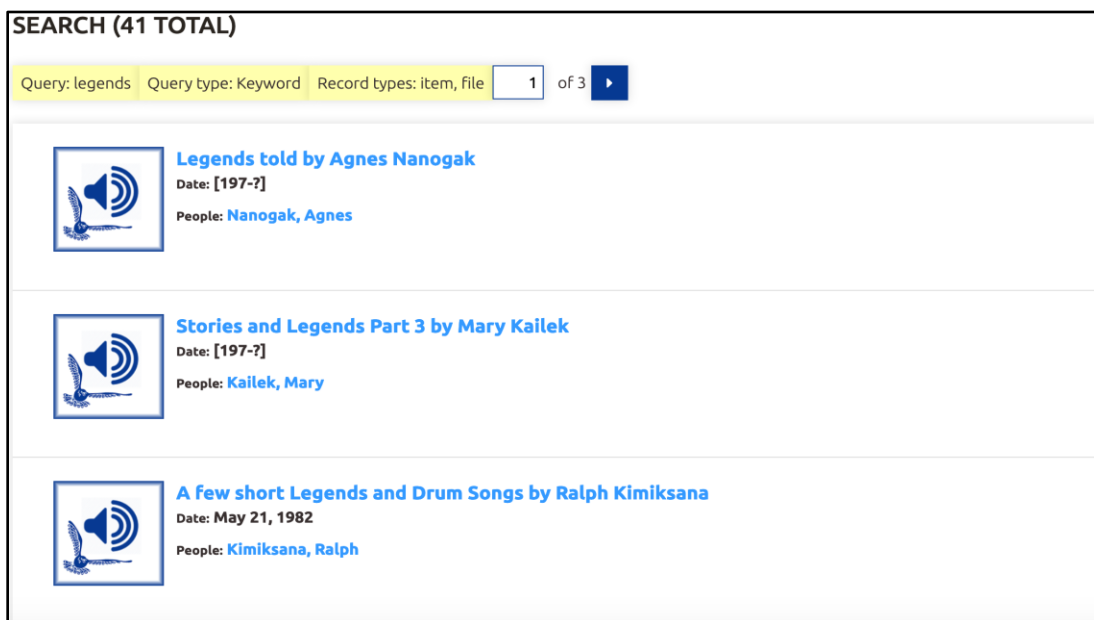 SEARCH (41 TOTAL)
Query: legends Query type: Keyword Record types: item, file 1 of 3
Legends told by Agnes Nanogak
Date: [197-?]
People: Nanogak, Agnes
Stories and Legends Part 3 by Mary Kailek
Date: [197-?]
People: Kailek, Mary
A few short Legends and Drum Songs by Ralph Kimiksana
Date: May 21, 1982
People: Kimiksana, Ralph